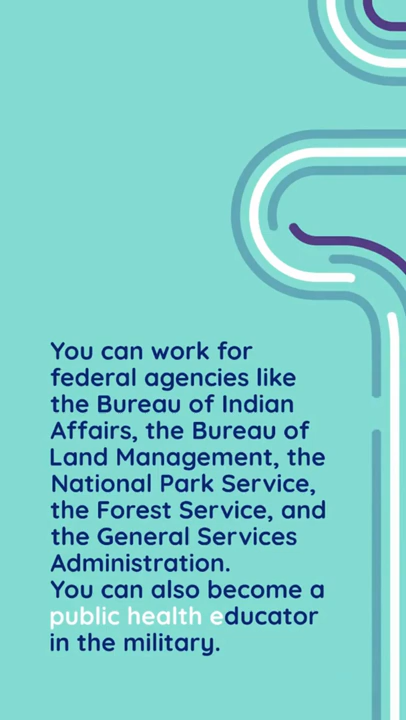 You can work for
federal agencies like
the Bureau of Indian
Affairs, the Bureau of
Land Management, the
National Park Service,
the Forest Service, and
the General Services
Administration.
You can also become a
public health educator
in the military.